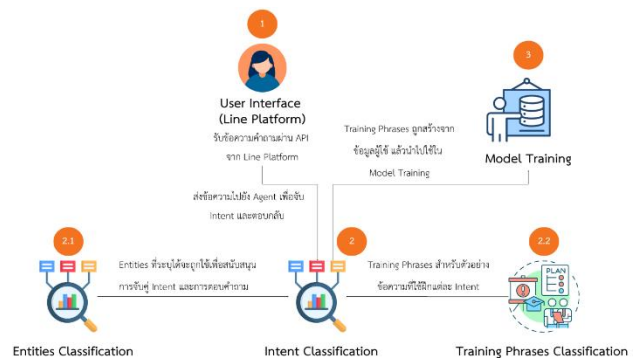 1
User Interface
(Line Platform)
รับข้อความคำถามผ่าน API
จาก Line Platform
3
Model Training
Training Phrases ถูกสร้างจาก
ข้อมูลผู้ใช้ แล้วนำไปใช้ใน
Model Training
ส่งข้อความไปยัง Agent เพื่อจับ
Intent และตอบกลับ
2.1
Entities Classification
Entities ที่ระบุได้จะถูกใช้เพื่อสนับสนุน
การจับคู่ Intent และการตอบคำถาม
2
Intent Classification
Training Phrases สำหรับตัวอย่าง
ข้อความที่ใช้ฝึกแต่ละ Intent
2.2
PLAN
Training Phrases Classification